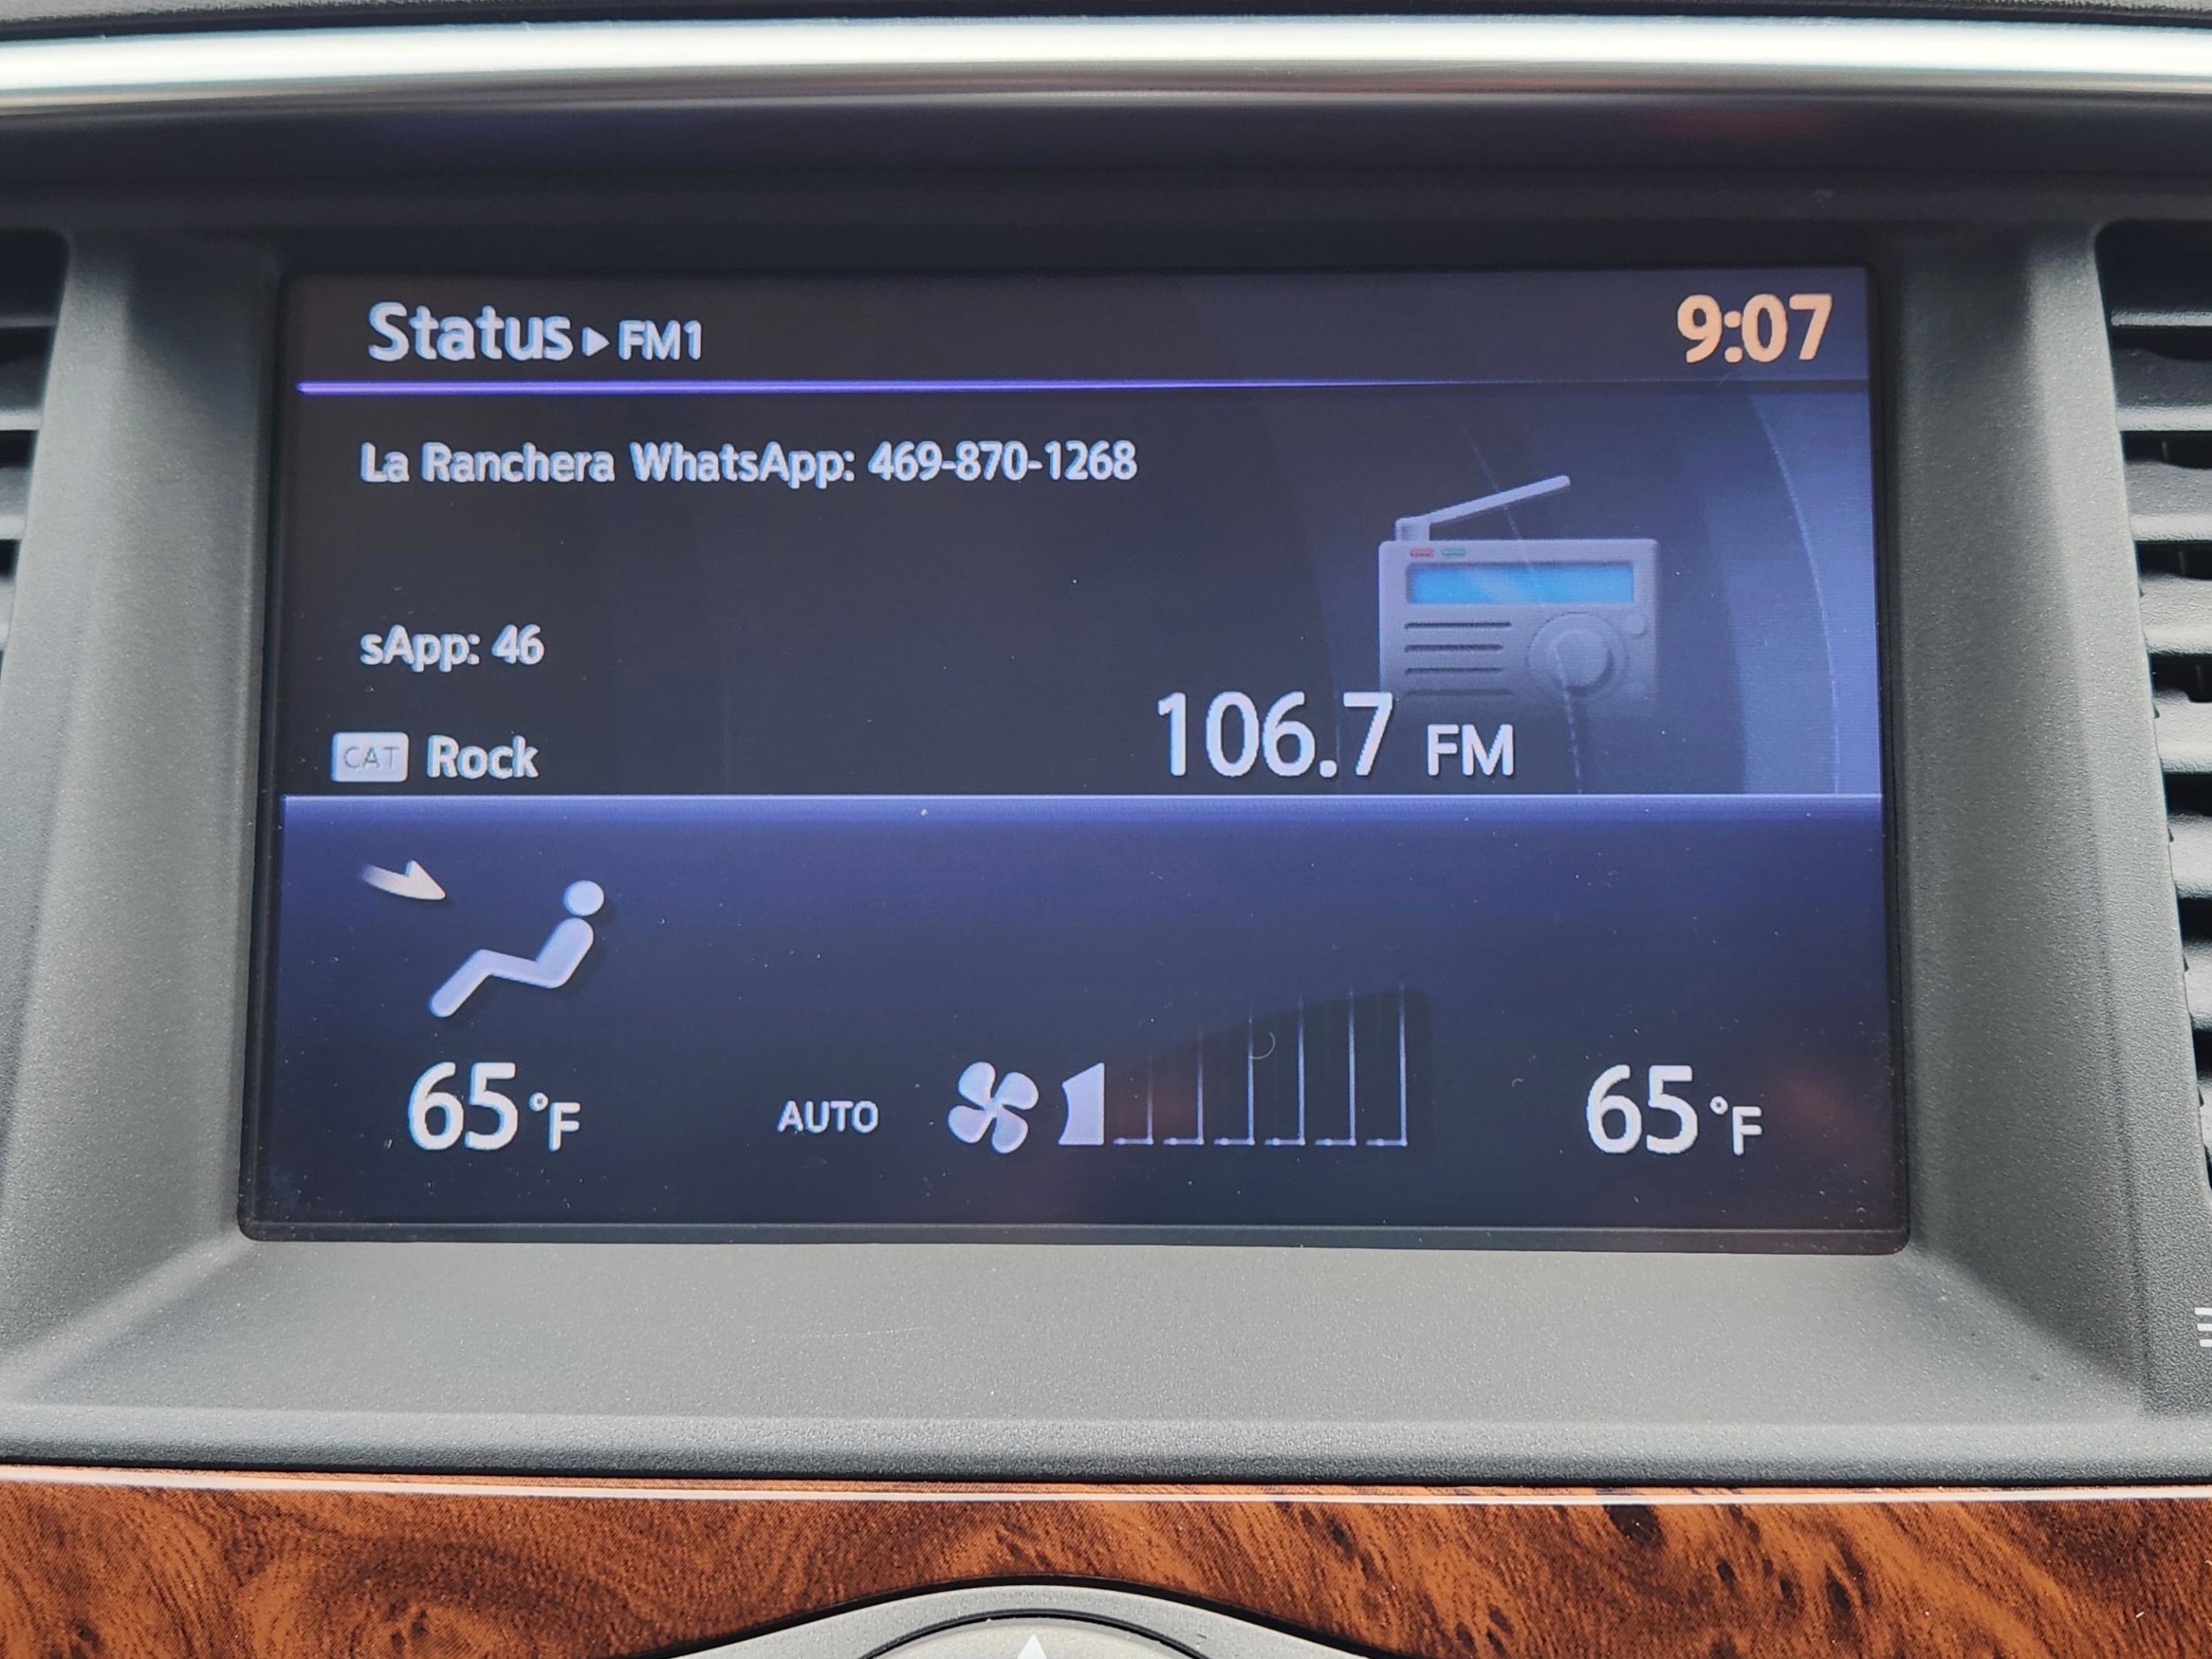 Status ▶ FM1
9:07
La Ranchera WhatsApp: 469-870-1268
sApp: 46
CAT Rock
106.7 FM
65°F
AUTO
65°F